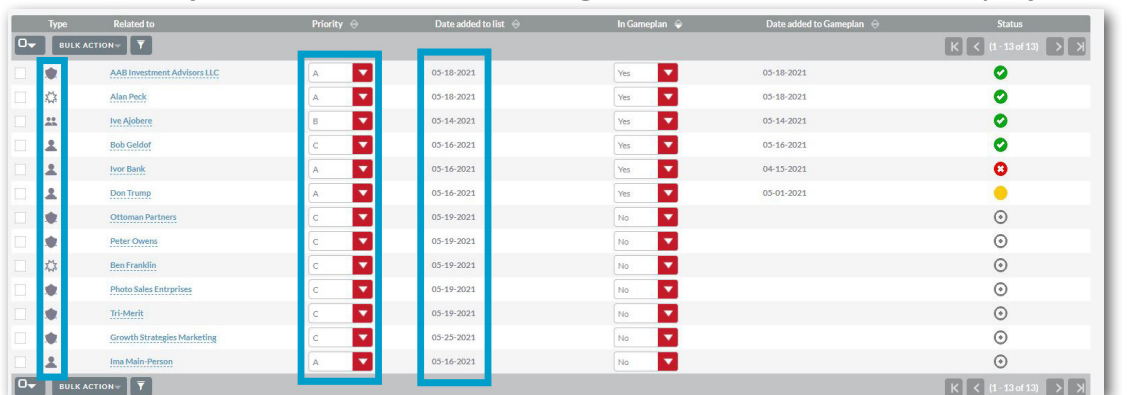 Type Related to Priority Date added to list In Gameplan Date added to Gameplan Status
BULK ACTION (1 - 13 of 13)
AAB Investment Advisors LLC A 05-18-2021 Yes 05-18-2021
Alan Peck A 05-18-2021 Yes 05-18-2021
Ive Ajobere B 05-14-2021 Yes 05-14-2021
Bob Geldof C 05-16-2021 Yes 05-16-2021
Ivor Bank A 05-16-2021 Yes 04-15-2021
Don Trump A 05-16-2021 Yes 05-01-2021
Ottoman Partners C 05-19-2021 No
Peter Owens C 05-19-2021 No
Ben Franklin C 05-19-2021 No
Photo Sales Entrprises C 05-19-2021 No
Tri-Merit C 05-19-2021 No
Growth Strategies Marketing C 05-25-2021 No
Ima Main-Person A 05-16-2021 No
BULK ACTION (1 - 13 of 13)